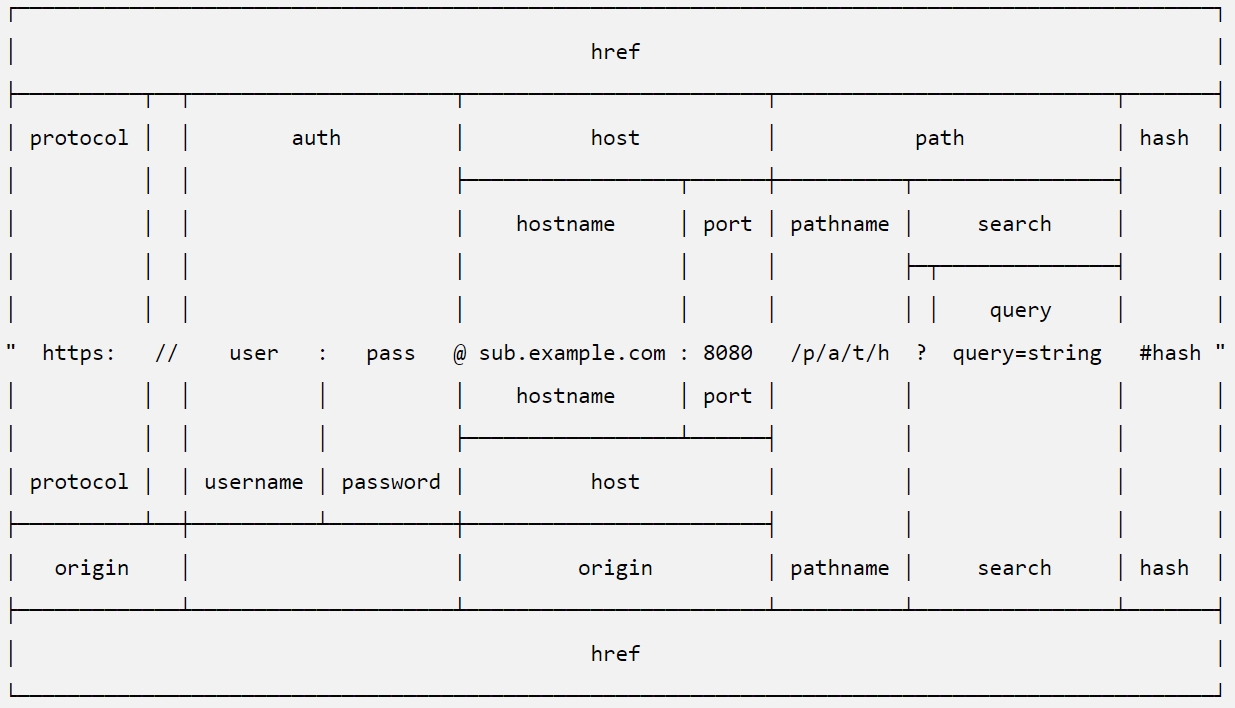 href
protocol auth host path hash
hostname port pathname search
query
" https: // user : pass @ sub.example.com : 8080 /p/a/t/h ? query=string #hash "
hostname port
protocol username password host
origin origin pathname search hash
href